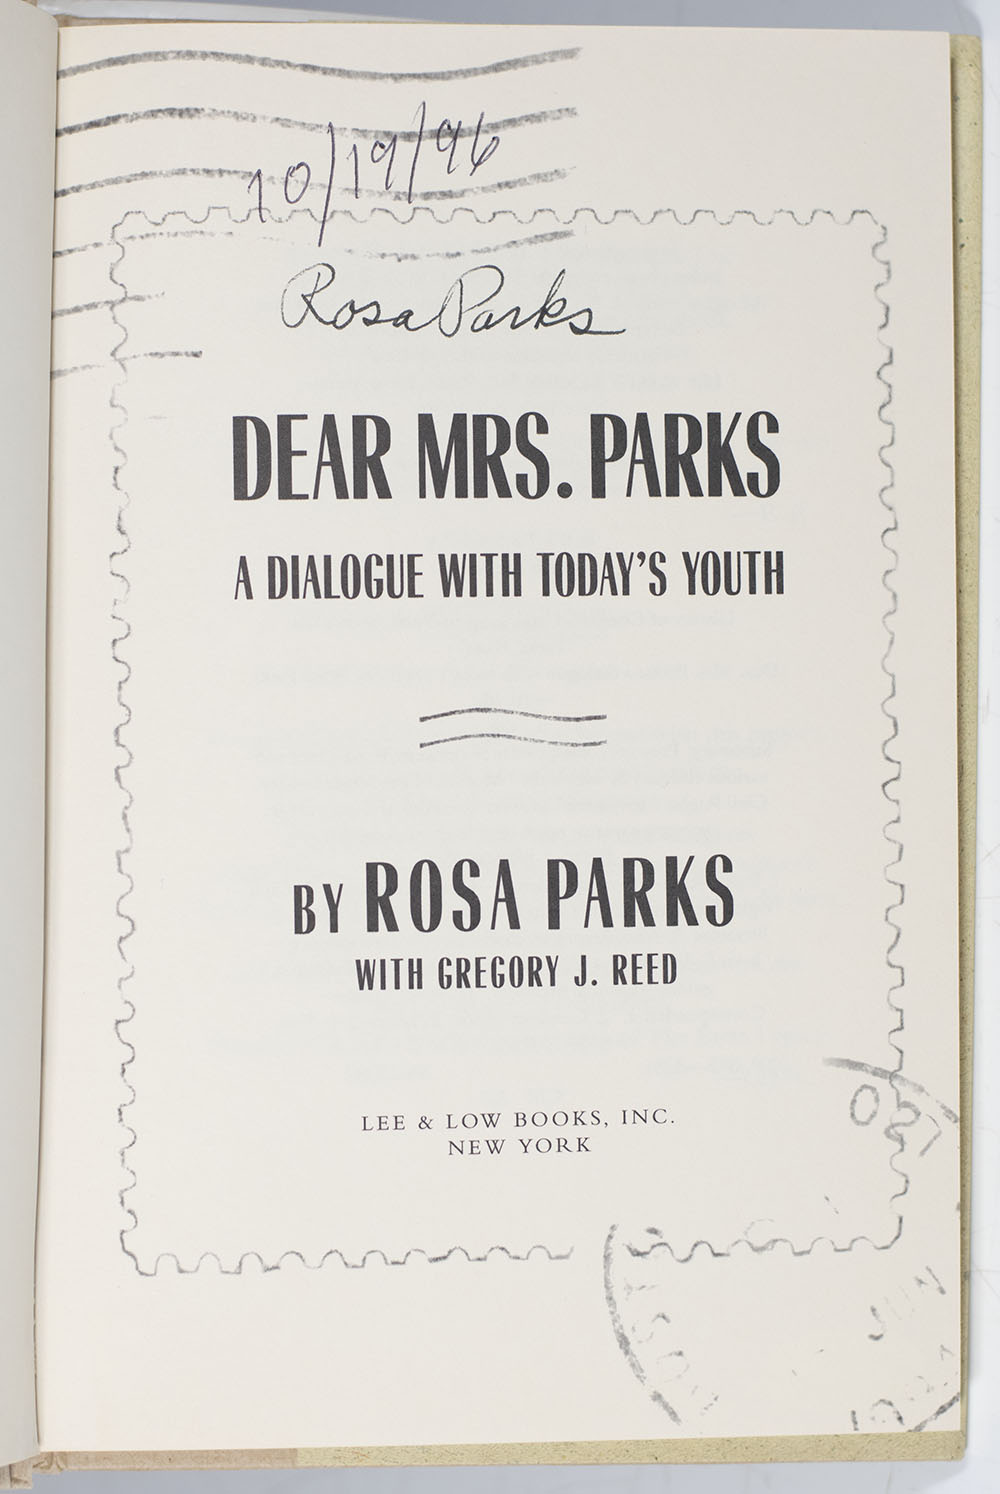 10/19/96
Rosa Parks
DEAR MRS. PARKS
A DIALOGUE WITH TODAY'S YOUTH
BY ROSA PARKS
WITH GREGORY J. REED
LEE & LOW BOOKS, INC.
NEW YORK